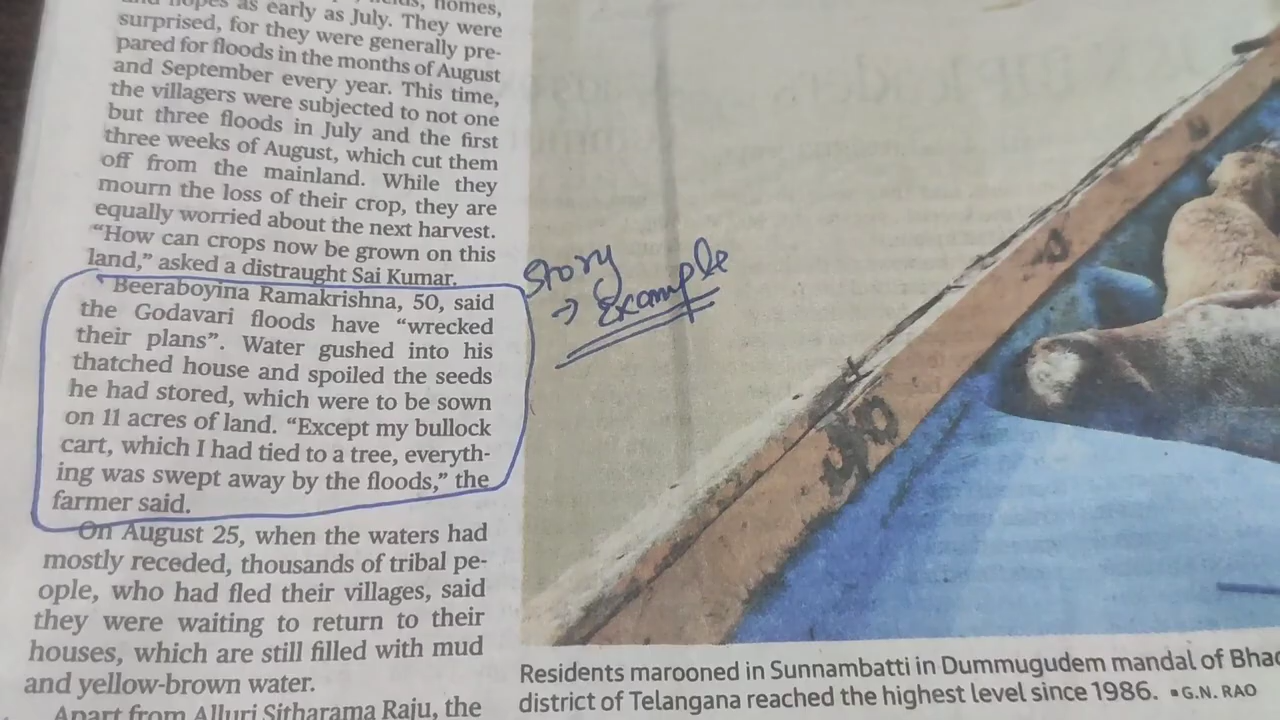 and hopes as early as July. They were
surprised, for they were generally pre-
pared for floods in the months of August
and September every year. This time,
the villagers were subjected to not one
but three floods in July and the first
three weeks of August, which cut them
off from the mainland. While they
mourn the loss of their crop, they are
equally worried about the next harvest.
“How can crops now be grown on this
land,” asked a distraught Sai Kumar.
Beeraboyina Ramakrishna, 50, said
the Godavari floods have “wrecked
their plans”. Water gushed into his
thatched house and spoiled the seeds
he had stored, which were to be sown
on 11 acres of land. “Except my bullock
cart, which I had tied to a tree, everyth-
ing was swept away by the floods,” the
farmer said.
On August 25, when the waters had
mostly receded, thousands of tribal pe-
ople, who had fled their villages, said
they were waiting to return to their
houses, which are still filled with mud
and yellow-brown water.
Apart from Alluri Sitharama Raju, the
Story
→ Example
Residents marooned in Sunnambatti in Dummugudem mandal of
district of Telangana reached the highest level since 1986. ▪ G.N. RAO